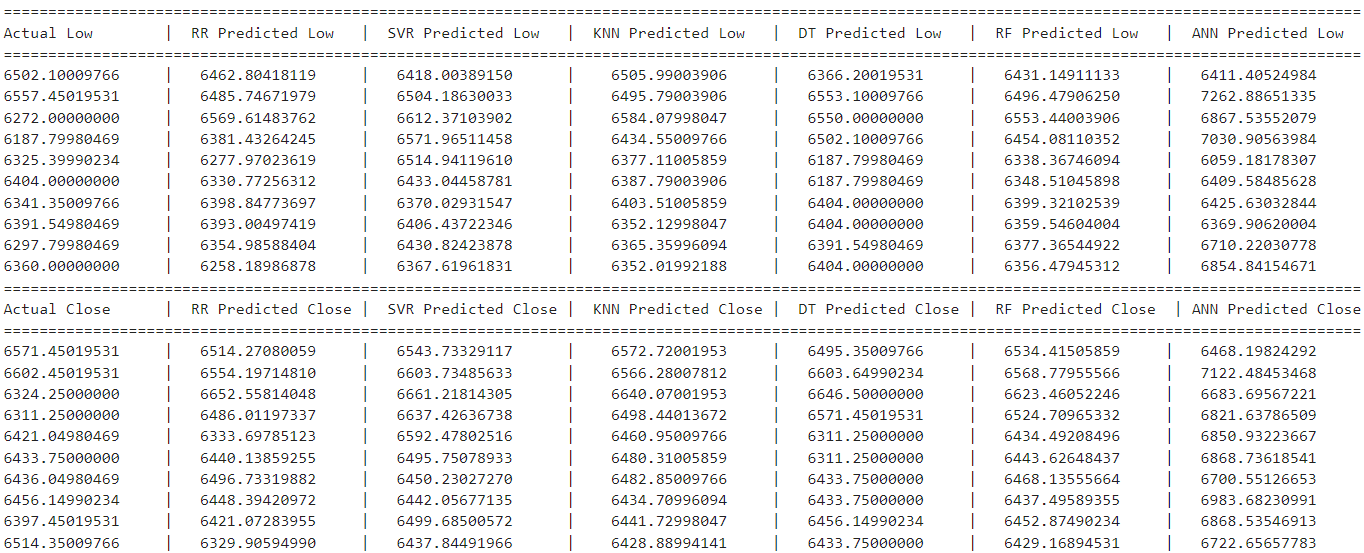 ================================================================================
Actual Low | RR Predicted Low | SVR Predicted Low | KNN Predicted Low | DT Predicted Low | RF Predicted Low | ANN Predicted Low
================================================================================
6502.10009766 | 6462.80418119 | 6418.00389150 | 6505.99003906 | 6366.20019531 | 6431.14911133 | 6411.40524984
6557.45019531 | 6485.74671979 | 6504.18630033 | 6495.79003906 | 6553.10009766 | 6496.47906250 | 7262.88651335
6272.00000000 | 6569.61483762 | 6612.37103902 | 6584.07998047 | 6550.00000000 | 6553.44003906 | 6867.53552079
6187.79980469 | 6381.43264245 | 6571.96511458 | 6434.55009766 | 6502.10009766 | 6454.08110352 | 7030.90563984
6325.39990234 | 6277.97023619 | 6514.94119610 | 6377.11005859 | 6187.79980469 | 6338.36746094 | 6059.18178307
6404.00000000 | 6330.77256312 | 6433.04458781 | 6387.79003906 | 6187.79980469 | 6348.51045898 | 6409.58485628
6341.35009766 | 6398.84773697 | 6370.02931547 | 6403.51005859 | 6404.00000000 | 6399.32102539 | 6425.63032844
6391.54980469 | 6393.00497419 | 6406.43722346 | 6352.12998047 | 6404.00000000 | 6359.54604004 | 6369.90620004
6297.79980469 | 6354.98588404 | 6430.82423878 | 6365.35996094 | 6391.54980469 | 6377.36544922 | 6710.22030778
6360.00000000 | 6258.18986878 | 6367.61961831 | 6352.01992188 | 6404.00000000 | 6356.47945312 | 6854.84154671
================================================================================
Actual Close | RR Predicted Close | SVR Predicted Close | KNN Predicted Close | DT Predicted Close | RF Predicted Close | ANN Predicted Close
================================================================================
6571.45019531 | 6514.27080059 | 6543.73329117 | 6572.72001953 | 6495.35009766 | 6534.41505859 | 6468.19824292
6602.45019531 | 6554.19714810 | 6603.73485633 | 6566.28007812 | 6603.64990234 | 6568.77955566 | 7122.48453468
6324.25000000 | 6652.55814048 | 6661.21814305 | 6640.07001953 | 6646.50000000 | 6623.46052246 | 6683.69567221
6311.25000000 | 6486.01197337 | 6637.42636738 | 6498.44013672 | 6571.45019531 | 6524.70965332 | 6821.63786509
6421.04980469 | 6333.69785123 | 6592.47802516 | 6460.95009766 | 6311.25000000 | 6434.49208496 | 6850.93223667
6433.75000000 | 6440.13859255 | 6495.75078933 | 6480.31005859 | 6311.25000000 | 6443.62648437 | 6868.73618541
6436.04980469 | 6496.73319882 | 6450.23027270 | 6482.85009766 | 6433.75000000 | 6468.13555664 | 6700.55126653
6456.14990234 | 6448.39420972 | 6442.05677135 | 6434.70996094 | 6433.75000000 | 6437.49589355 | 6983.68230991
6397.45019531 | 6421.07283955 | 6499.68500572 | 6441.72998047 | 6456.14990234 | 6452.87490234 | 6868.53546913
6514.35009766 | 6329.90594990 | 6437.84491966 | 6428.88994141 | 6433.75000000 | 6429.16894531 | 6722.65657783